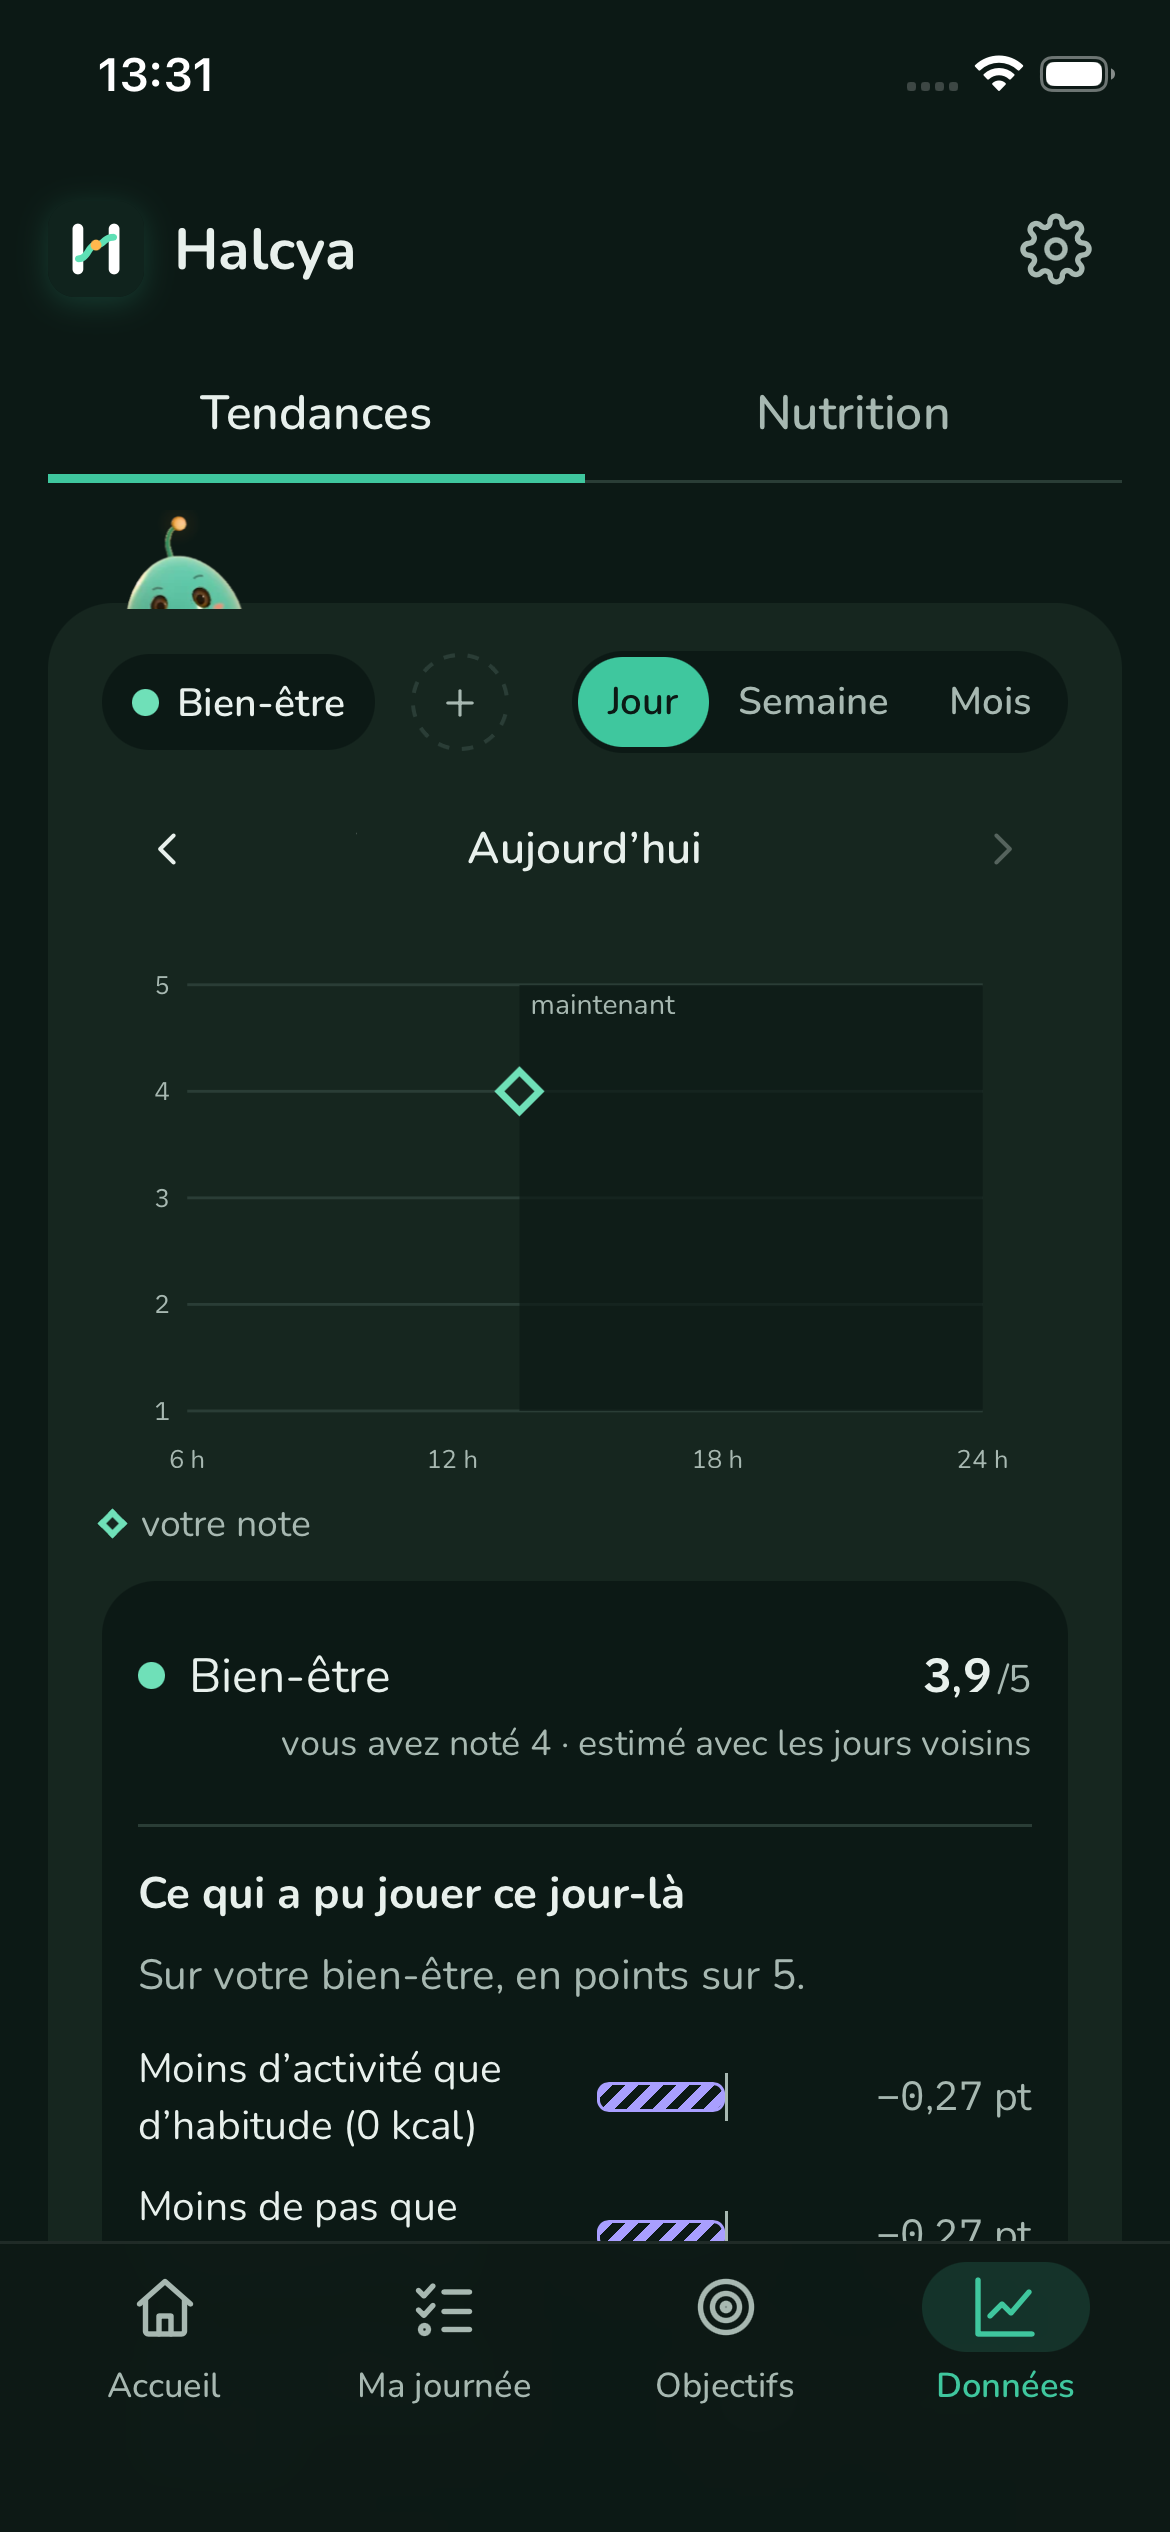 13:31
Halcya
Tendances
Nutrition
Bien-être
+
Jour
Semaine
Mois
Aujourd’hui
5
maintenant
4
3
2
1
6 h
12 h
18 h
24 h
votre note
Bien-être
3,9/5
vous avez noté 4 · estimé avec les jours voisins
Ce qui a pu jouer ce jour-là
Sur votre bien-être, en points sur 5.
Moins d’activité que
d’habitude (0 kcal)
−0,27 pt
Moins de pas que
−0,27 pt
Accueil
Ma journée
Objectifs
Données